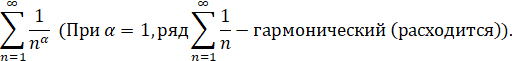 ∑_{n=1}^{∞} 1/n^α (При α = 1, ряд ∑_{n=1}^{∞} 1/n − гармонический (расходится)).